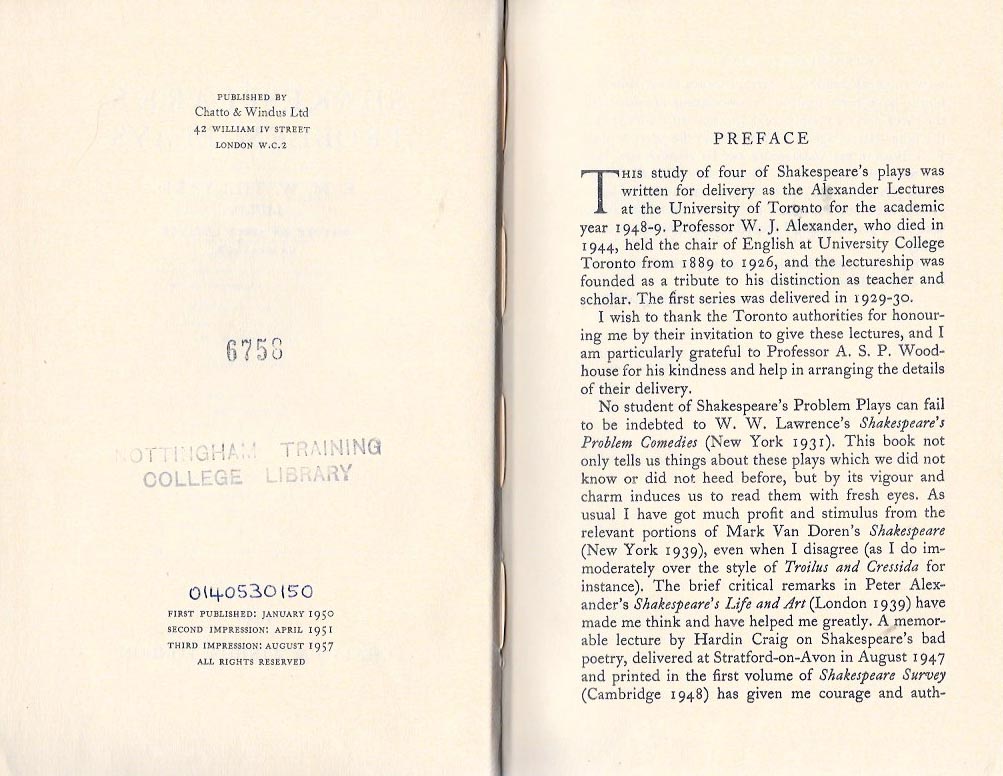 PUBLISHED BY
Chatto & Windus Ltd
42 WILLIAM IV STREET
LONDON W.C.2
6758
NOTTINGHAM TRAINING
COLLEGE LIBRARY
0140530150
FIRST PUBLISHED: JANUARY 1950
SECOND IMPRESSION: APRIL 1951
THIRD IMPRESSION: AUGUST 1957
ALL RIGHTS RESERVED
PREFACE
THIS study of four of Shakespeare's plays was
written for delivery as the Alexander Lectures
at the University of Toronto for the academic
year 1948-9. Professor W. J. Alexander, who died in
1944, held the chair of English at University College
Toronto from 1889 to 1926, and the lectureship was
founded as a tribute to his distinction as teacher and
scholar. The first series was delivered in 1929-30.
I wish to thank the Toronto authorities for honour-
ing me by their invitation to give these lectures, and I
am particularly grateful to Professor A. S. P. Wood-
house for his kindness and help in arranging the details
of their delivery.
No student of Shakespeare's Problem Plays can fail
to be indebted to W. W. Lawrence's Shakespeare's
Problem Comedies (New York 1931). This book not
only tells us things about these plays which we did not
know or did not heed before, but by its vigour and
charm induces us to read them with fresh eyes. As
usual I have got much profit and stimulus from the
relevant portions of Mark Van Doren's Shakespeare
(New York 1939), even when I disagree (as I do im-
moderately over the style of Troilus and Cressida for
instance). The brief critical remarks in Peter Alex-
ander's Shakespeare's Life and Art (London 1939) have
made me think and have helped me greatly. A memor-
able lecture by Hardin Craig on Shakespeare's bad
poetry, delivered at Stratford-on-Avon in August 1947
and printed in the first volume of Shakespeare Survey
(Cambridge 1948) has given me courage and auth-